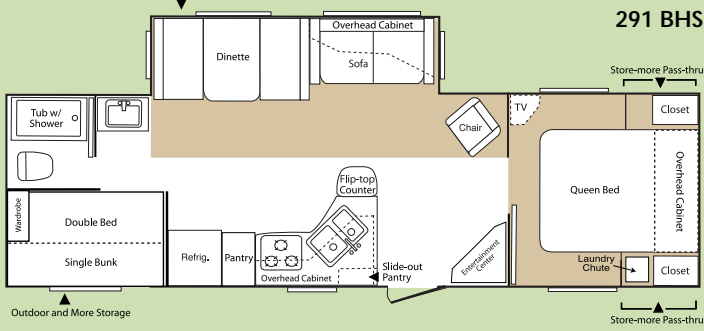 291 BHS
Overhead Cabinet
Dinette
Sofa
Store-more Pass-thru
Tub w/
Shower
TV
Closet
Chair
Flip-top
Counter
Queen Bed
Overhead Cabinet
Wardrobe
Double Bed
Single Bunk
Refrig.
Pantry
Overhead Cabinet
Slide-out
Pantry
Entertainment
Center
Laundry
Chute
Closet
Outdoor and More Storage
Store-more Pass-thru